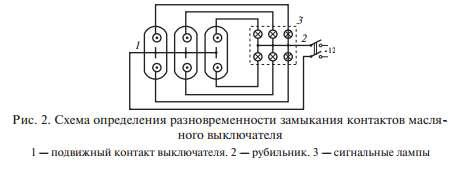 3
1
2
~12
Рис. 2. Схема определения разновременности замыкания контактов масля-
ного выключателя
1 — подвижный контакт выключателя. 2 — рубильник. 3 — сигнальные лампы